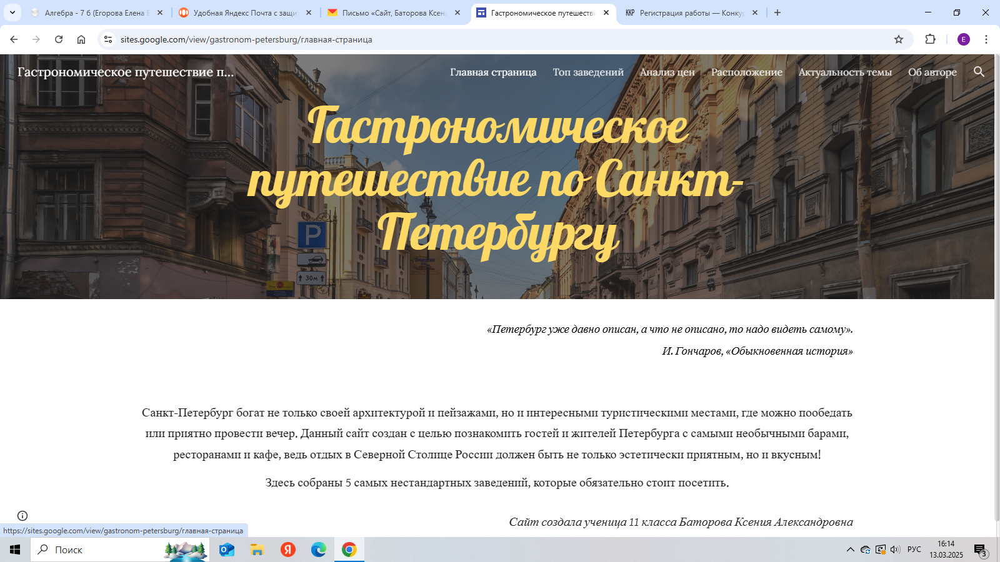 Алгебра - 7 б (Егорова Елена Е
Удобная Яндекс Почта с защи
Письмо «Сайт, Баторова Ксен
Гастрономическое путешестви
ККР Регистрация работы — Конку
sites.google.com/view/gastronom-petersburg/главная-страница
E
Гастрономическое путешествие п...
Главная страница
Топ заведений
Анализ цен
Расположение
Актуальность темы
Об авторе
Гастрономическое
путешествие по Санкт-
Петербургу
P
30м
«Петербург уже давно описан, а что не описано, то надо видеть самому».
И. Гончаров, «Обыкновенная история»
Санкт-Петербург богат не только своей архитектурой и пейзажами, но и интересными туристическими местами, где можно пообедать
или приятно провести вечер. Данный сайт создан с целью познакомить гостей и жителей Петербурга с самыми необычными барами,
ресторанами и кафе, ведь отдых в Северной Столице России должен быть не только эстетически приятным, но и вкусным!
Здесь собраны 5 самых нестандартных заведений, которые обязательно стоит посетить.
Сайт создала ученица 11 класса Баторова Ксения Александровна
https://sites.google.com/view/gastronom-petersburg/главная-страница
Поиск
РУС
16:14
13.03.2025
3